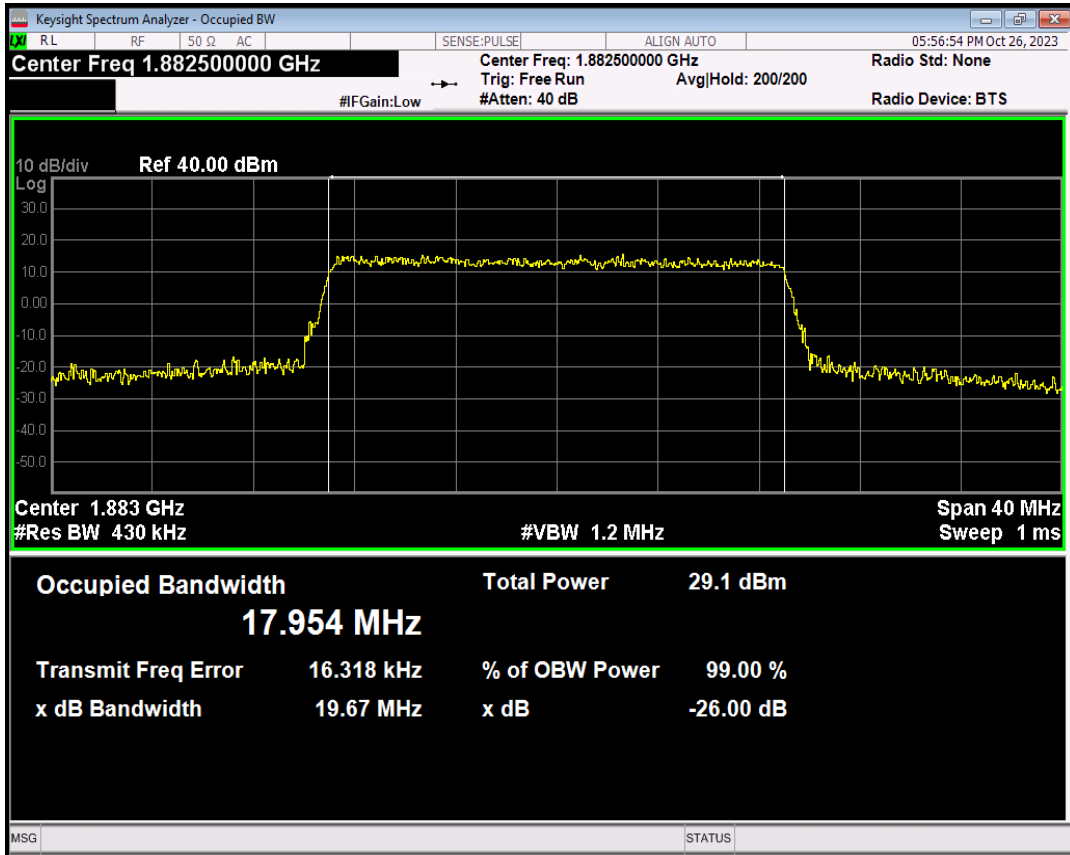 Keysight Spectrum Analyzer - Occupied BW
LXI RL RF 50 Ω AC SENSE:PULSE ALIGN AUTO 05:56:54 PM Oct 26, 2023
Center Freq 1.882500000 GHz Center Freq: 1.882500000 GHz Radio Std: None
Trig: Free Run Avg|Hold: 200/200
#IFGain:Low #Atten: 40 dB Radio Device: BTS
10 dB/div Ref 40.00 dBm
Log
30.0
20.0
10.0
0.00
-10.0
-20.0
-30.0
-40.0
-50.0
Center 1.883 GHz Span 40 MHz
#Res BW 430 kHz #VBW 1.2 MHz Sweep 1 ms
Occupied Bandwidth Total Power 29.1 dBm
17.954 MHz
Transmit Freq Error 16.318 kHz % of OBW Power 99.00 %
x dB Bandwidth 19.67 MHz x dB -26.00 dB
MSG STATUS